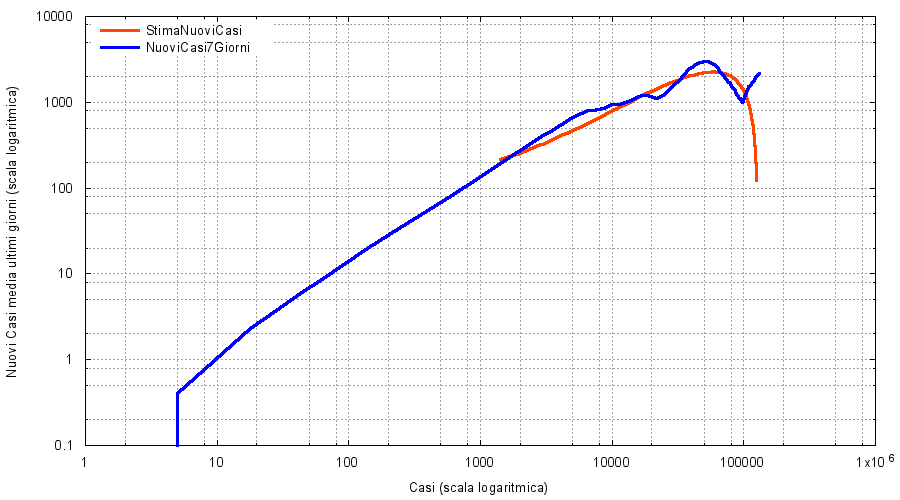 10000
StimaNuoviCasi
NuoviCasi7Giorni
1000
100
10
1
0.1
Nuovi Casi media ultimi giorni (scala logaritmica)
1 10 100 1000 10000 100000 1x10 6
Casi (scala logaritmica)